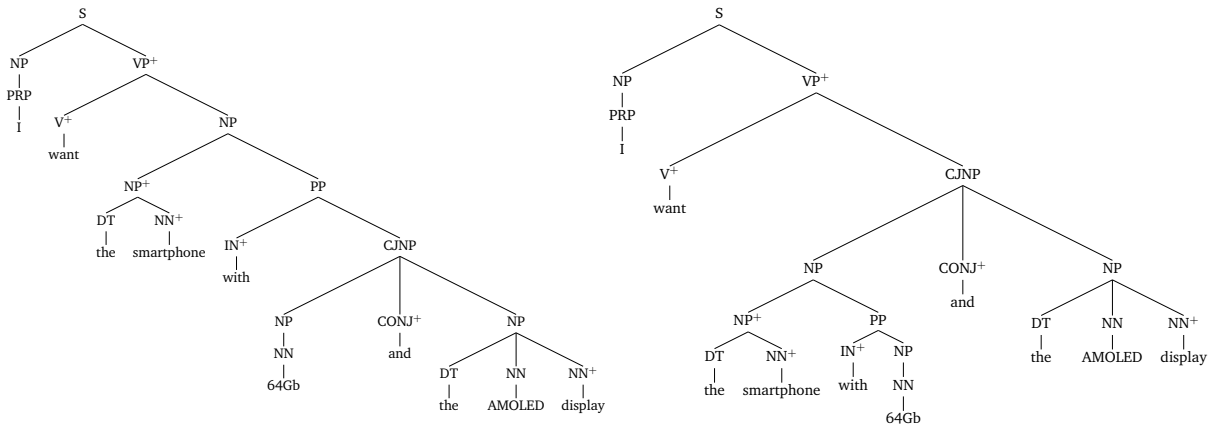 S
NP VP+
PRP
I
V+ NP
want
NP+ PP
DT NN+
the smartphone
IN+ CJNP
with
NP CONJ+ NP
NN and
64Gb
DT NN NN+
the AMOLED display
S
NP VP+
PRP
I
V+ CJNP
want
NP CONJ+ NP
and
NP+ PP
DT NN+ IN+ NP
the smartphone with NN
64Gb
DT NN NN+
the AMOLED display